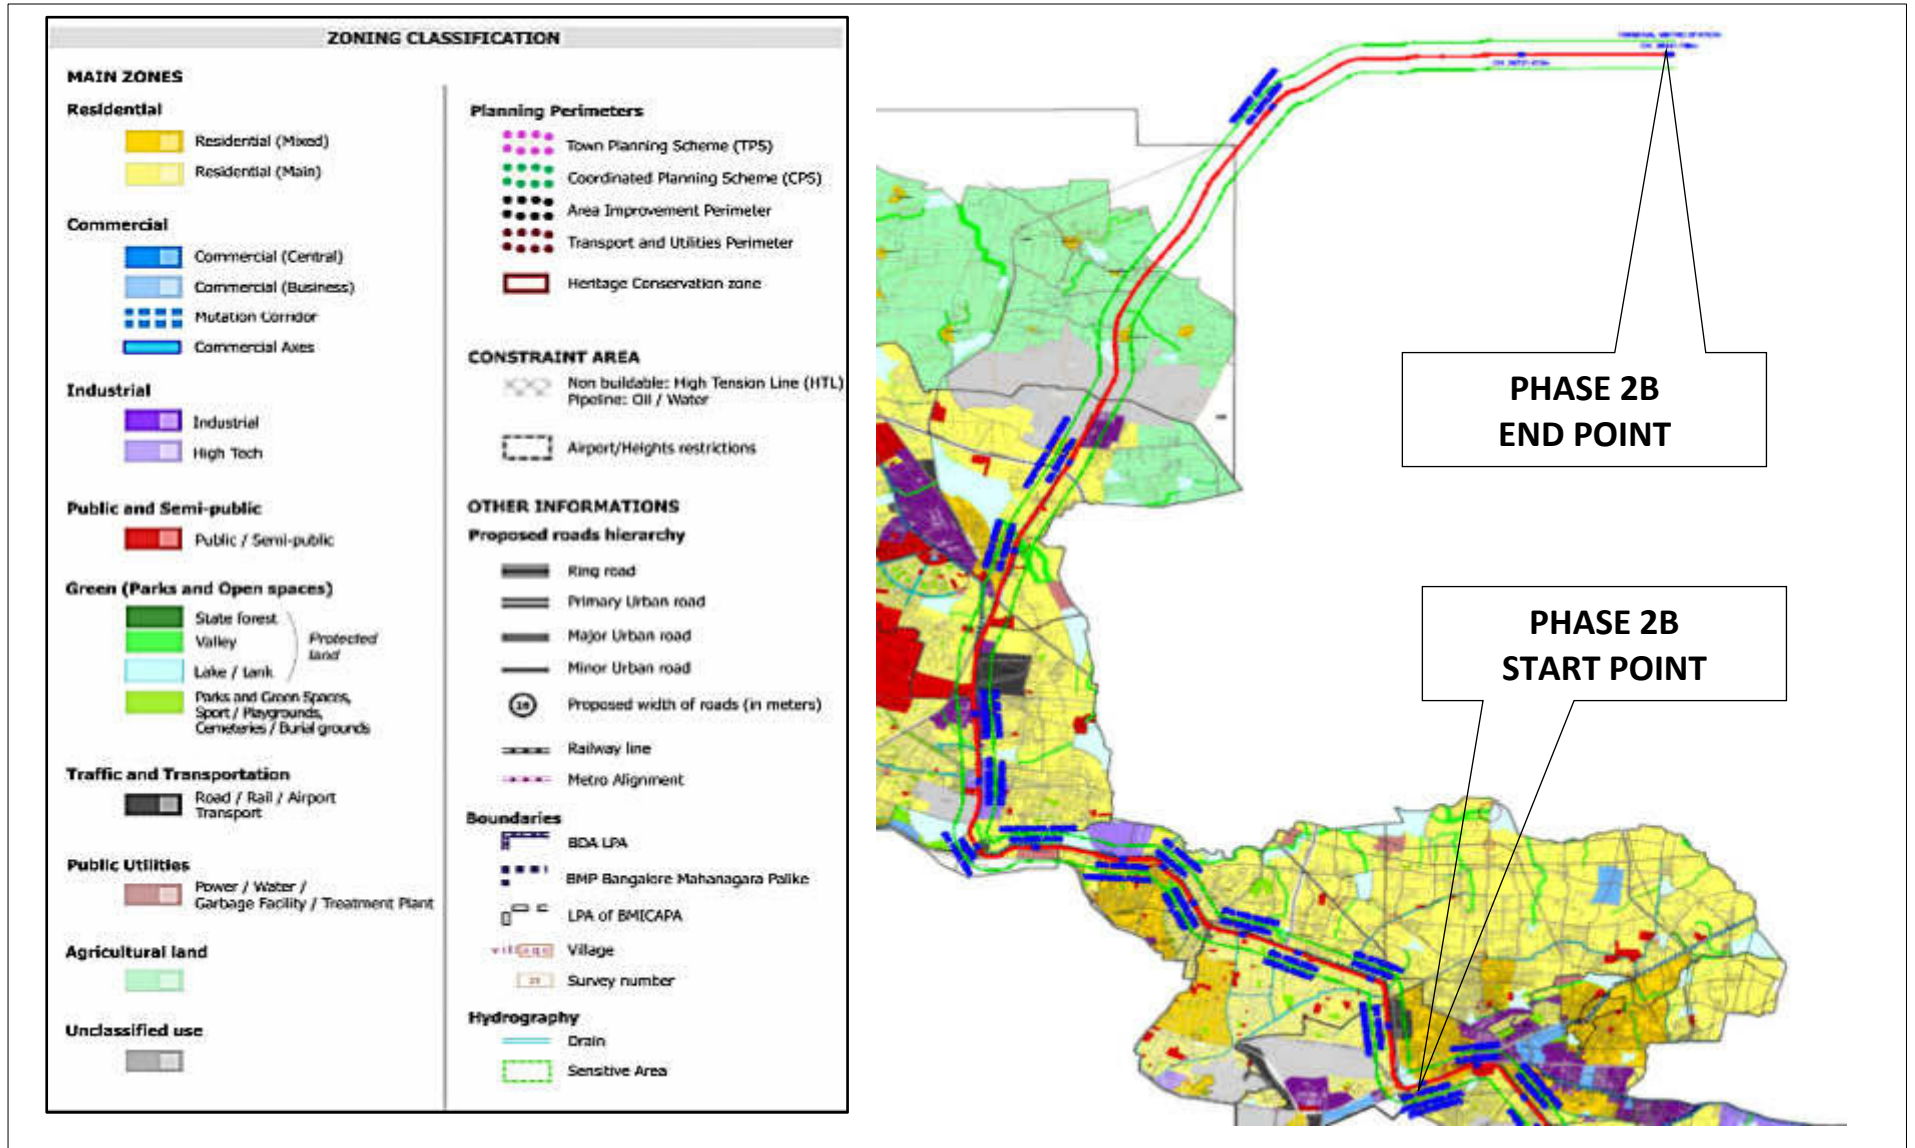 ZONING CLASSIFICATION
MAIN ZONES
Residential
Residential (Mixed)
Residential (Main)
Commercial
Commercial (Central)
Commercial (Business)
Mutation Corridor
Commercial Axes
Industrial
Industrial
High Tech
Public and Semi-public
Public / Semi-public
Green (Parks and Open spaces)
State forest
Valley
Protected
land
Lake / tank
Parks and Green Spaces,
Sport / Playgrounds,
Cemeteries / Burial grounds
Traffic and Transportation
Road / Rail / Airport
Transport
Public Utilities
Power / Water /
Garbage Facility / Treatment Plant
Agricultural land
Unclassified use
Planning Perimeters
Town Planning Scheme (TPS)
Coordinated Planning Scheme (CPS)
Area Improvement Perimeter
Transport and Utilities Perimeter
Heritage Conservation zone
CONSTRAINT AREA
Non buildable: High Tension Line (HTL)
Pipeline: Oil / Water
Airport/Heights restrictions
OTHER INFORMATIONS
Proposed roads hierarchy
Ring road
Primary Urban road
Major Urban road
Minor Urban road
Proposed width of roads (in meters)
Railway line
Metro Alignment
Boundaries
BDA LPA
BMP Bangalore Mahanagara Palike
LPA of BMICAPA
village Village
Survey number
Hydrography
Drain
Sensitive Area
PHASE 2B
END POINT
PHASE 2B
START POINT